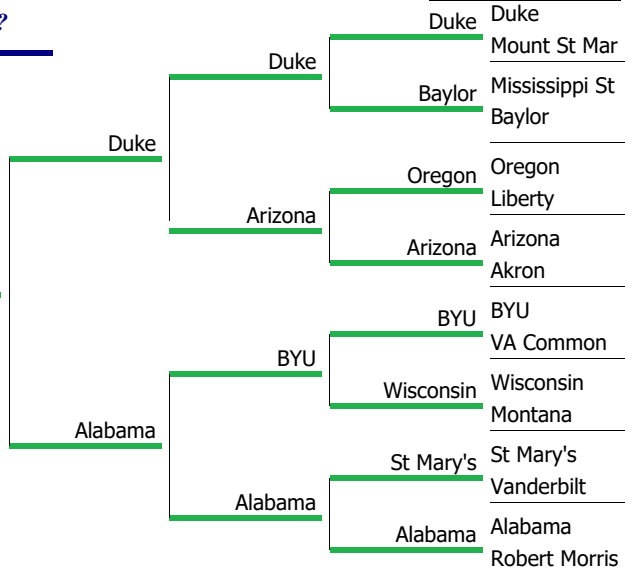 ?
Duke
Duke
Mount St Mar
Duke
Baylor
Mississippi St
Baylor
Duke
Oregon
Oregon
Liberty
Arizona
Arizona
Arizona
Akron
BYU
BYU
VA Common
BYU
Wisconsin
Wisconsin
Montana
Alabama
St Mary's
St Mary's
Vanderbilt
Alabama
Alabama
Alabama
Robert Morris